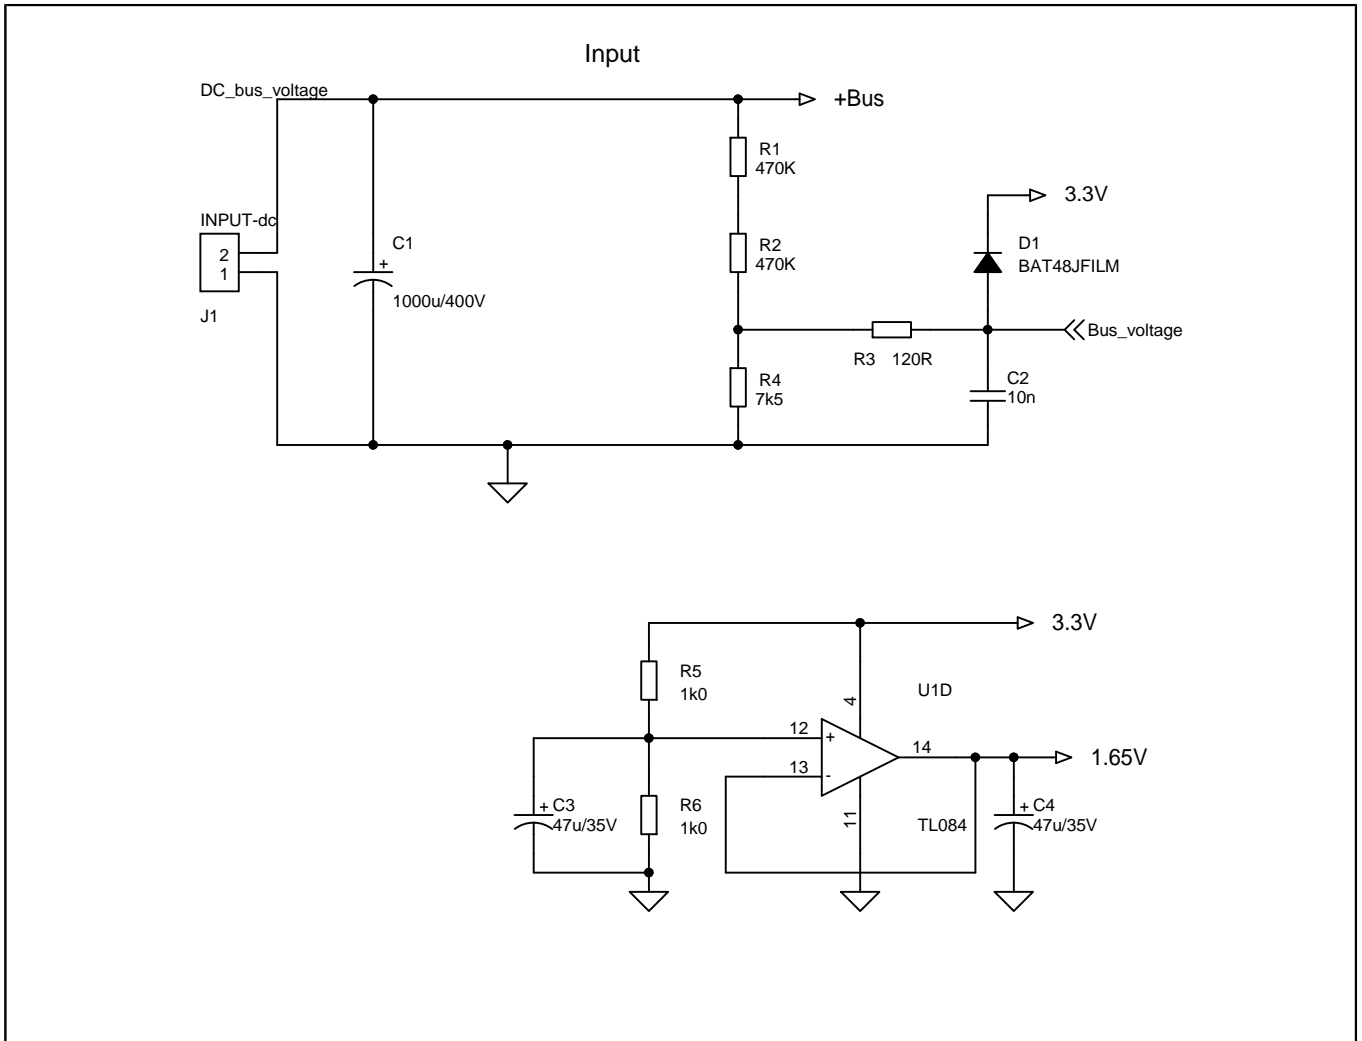 Input
DC_bus_voltage
+Bus
R1
470K
3.3V
INPUT-dc
C1
+
R2
470K
D1
BAT48JFILM
2
1
1000u/400V
J1
Bus_voltage
R3 120R
R4
7k5
C2
10n
3.3V
R5
1k0
U1D
4
12
+
14
1.65V
13
-
+ C3
47u/35V
R6
1k0
11
TL084
+ C4
47u/35V